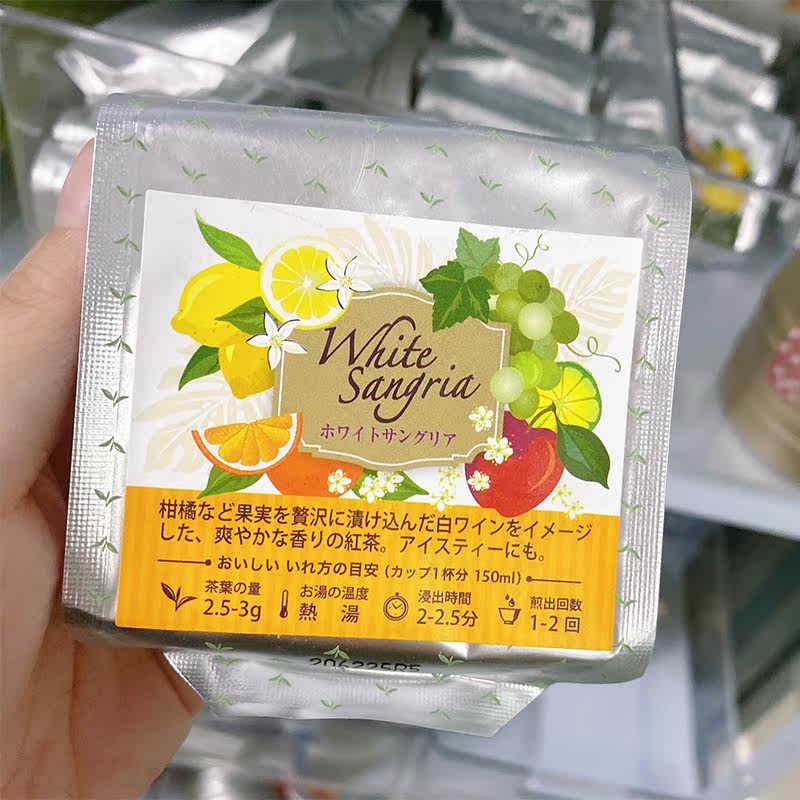 White
Sangria
ホワイトサングリア
柑橘など果実を贅沢に漬け込んだ白ワインをイメージ
した、爽やかな香りの紅茶。アイスティーにも。
おいしい いれ方の目安 (カップ1杯分 150ml)
茶葉の量 お湯の温度 浸出時間 煎出回数
2.5-3g 熱 湯 2-2.5分 1-2 回